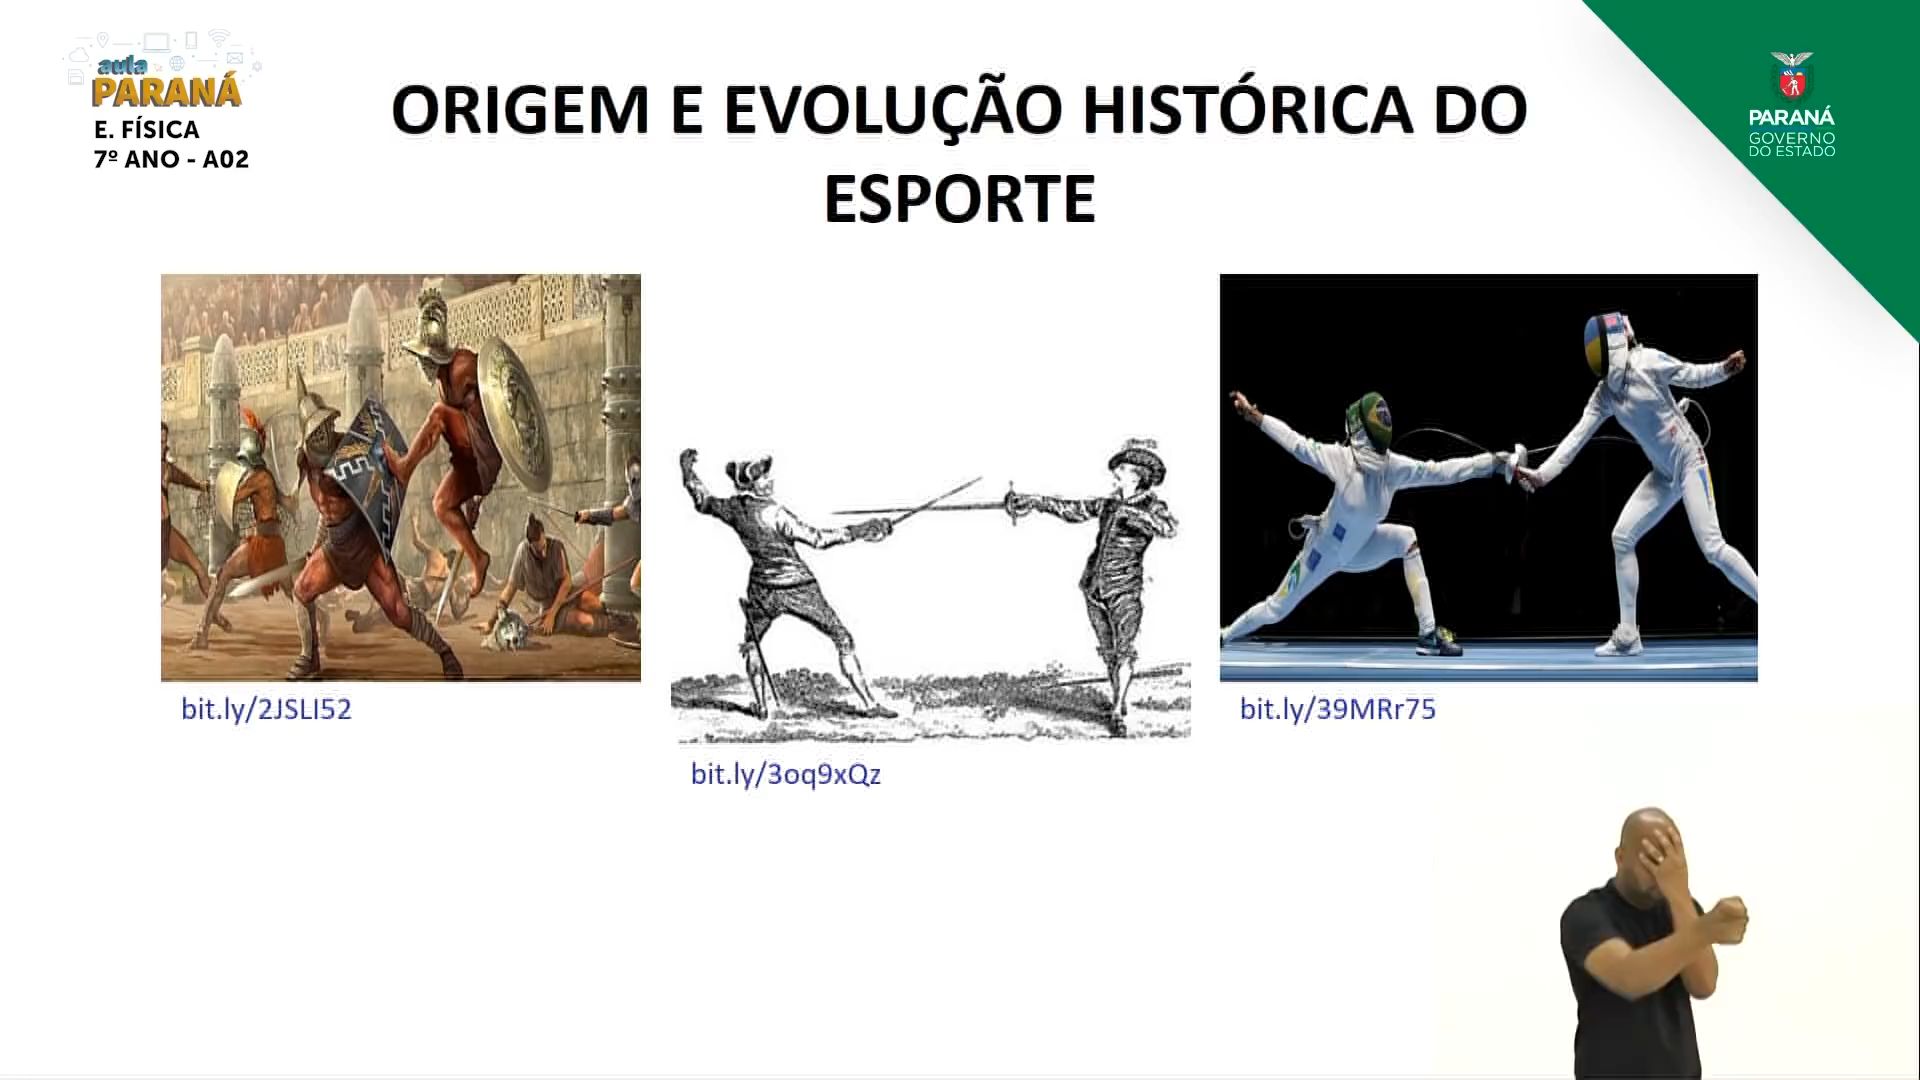 aula
PARANÁ
E. FÍSICA
7º ANO - A02
ORIGEM E EVOLUÇÃO HISTÓRICA DO
ESPORTE
PARANÁ
GOVERNO
DO ESTADO
bit.ly/2JSLI52
bit.ly/3oq9xQz
bit.ly/39MRr75